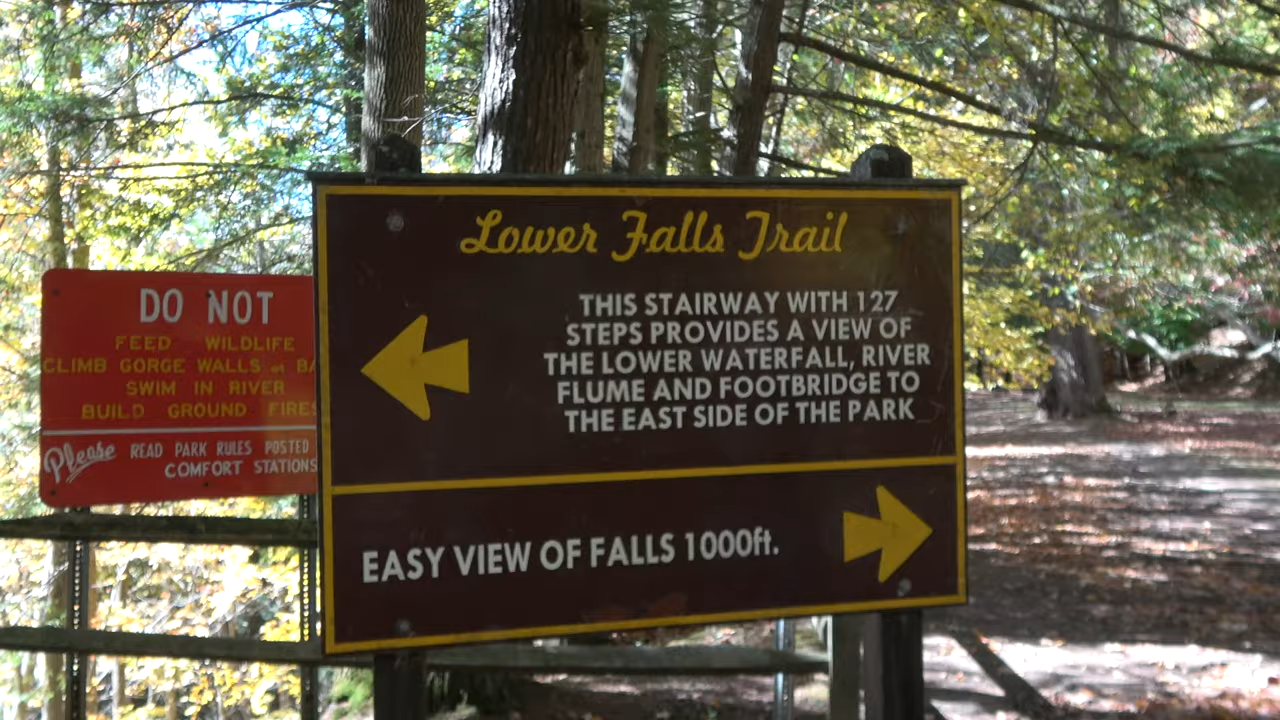 Lower Falls Trail
THIS STAIRWAY WITH 127
STEPS PROVIDES A VIEW OF
THE LOWER WATERFALL, RIVER
FLUME AND FOOTBRIDGE TO
THE EAST SIDE OF THE PARK
EASY VIEW OF FALLS 1000ft.
DO NOT
FEED WILDLIFE
CLIMB GORGE WALLS or
SWIM IN RIVER
BUILD GROUND FIRES
Please READ PARK RULES POSTED
COMFORT STATIONS